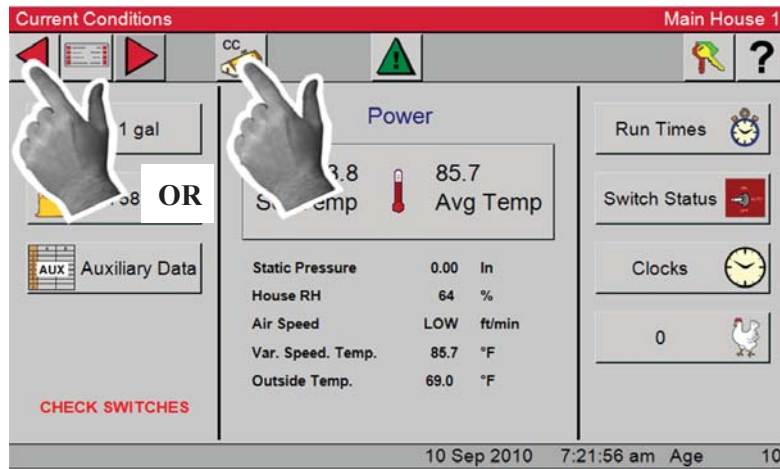 Current Conditions Main House 1
CC
?
1 gal
Power
Run Times
OR
3.8 85.7
Avg Temp
Switch Status
AUX Auxiliary Data
Static Pressure 0.00 In
Clocks
House RH 64 %
Air Speed LOW ft/min
0
Var. Speed. Temp. 85.7 °F
Outside Temp. 69.0 °F
CHECK SWITCHES
10 Sep 2010 7:21:56 am Age 10